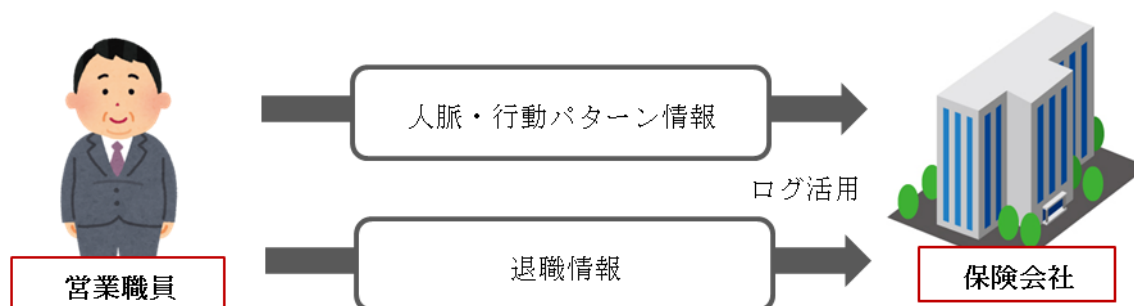 人脈・行動パターン情報
ログ活用
退職情報
営業職員
保険会社